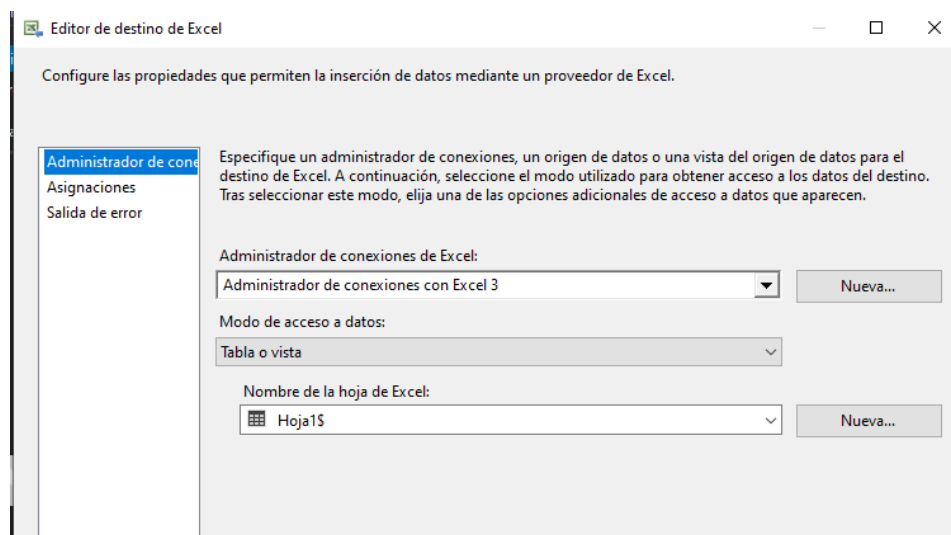 Editor de destino de Excel
Configure las propiedades que permiten la inserción de datos mediante un proveedor de Excel.
Administrador de cone
Asignaciones
Salida de error
Especifique un administrador de conexiones, un origen de datos o una vista del origen de datos para el
destino de Excel. A continuación, seleccione el modo utilizado para obtener acceso a los datos del destino.
Tras seleccionar este modo, elija una de las opciones adicionales de acceso a datos que aparecen.
Administrador de conexiones de Excel:
Administrador de conexiones con Excel 3
Nueva...
Modo de acceso a datos:
Tabla o vista
Nombre de la hoja de Excel:
Hoja1$
Nueva...